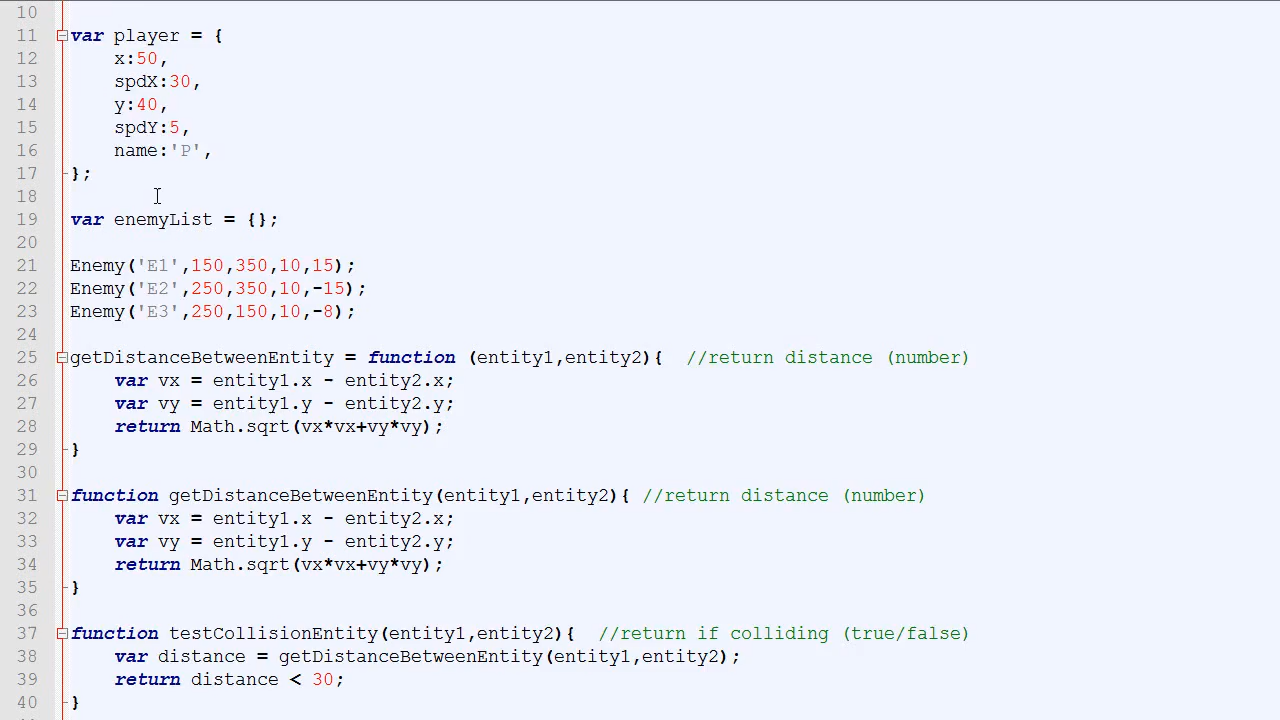 10
11 var player = {
12 x:50,
13 spdX:30,
14 y:40,
15 spdY:5,
16 name:'P',
17 };
18
19 var enemyList = {};
20
21 Enemy('E1',150,350,10,15);
22 Enemy('E2',250,350,10,-15);
23 Enemy('E3',250,150,10,-8);
24
25 getDistanceBetweenEntity = function (entity1,entity2){ //return distance (number)
26 var vx = entity1.x - entity2.x;
27 var vy = entity1.y - entity2.y;
28 return Math.sqrt(vx*vx+vy*vy);
29 }
30
31 function getDistanceBetweenEntity(entity1,entity2){ //return distance (number)
32 var vx = entity1.x - entity2.x;
33 var vy = entity1.y - entity2.y;
34 return Math.sqrt(vx*vx+vy*vy);
35 }
36
37 function testCollisionEntity(entity1,entity2){ //return if colliding (true/false)
38 var distance = getDistanceBetweenEntity(entity1,entity2);
39 return distance < 30;
40 }